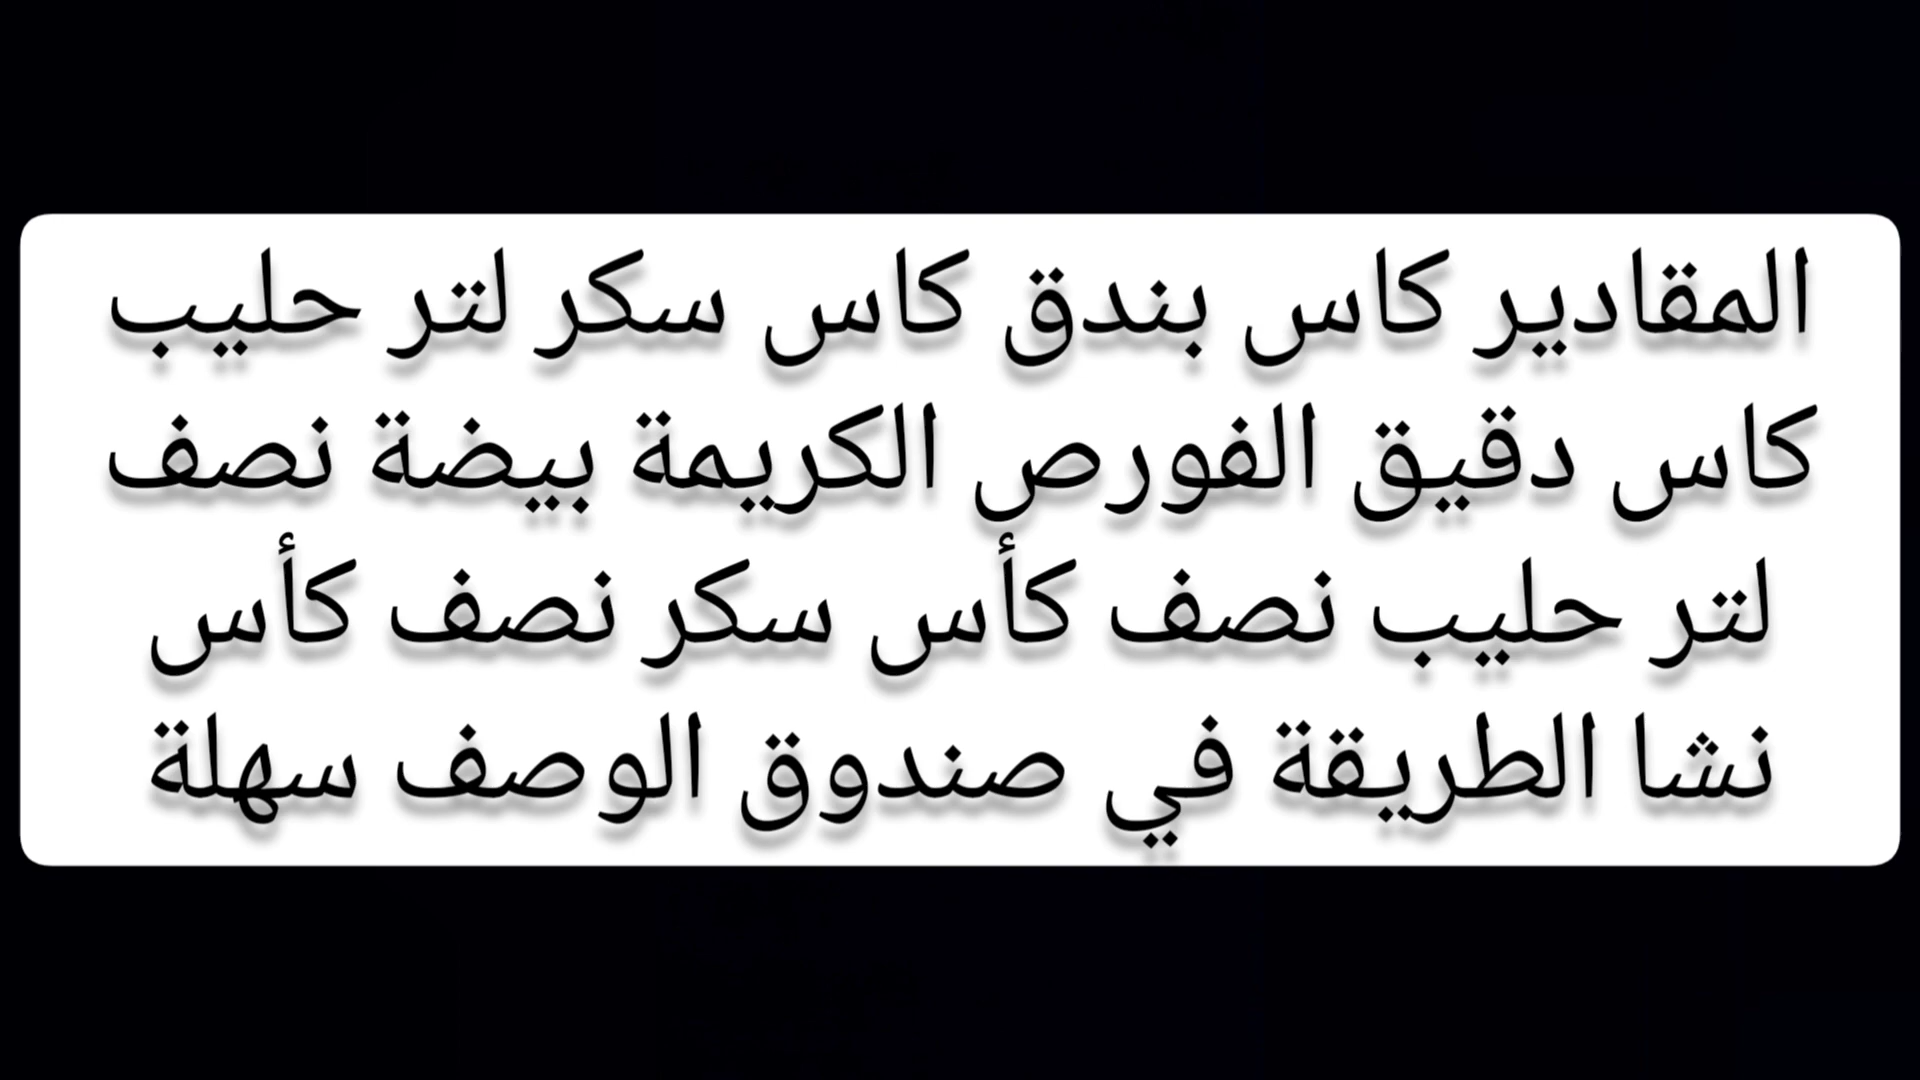 المقادير كاس بندق كاس سكر لتر حليب
كاس دقيق الفورص الكريمة بيضة نصف
لتر حليب نصف كأس سكر نصف كأس
نشا الطريقة في صندوق الوصف سهلة